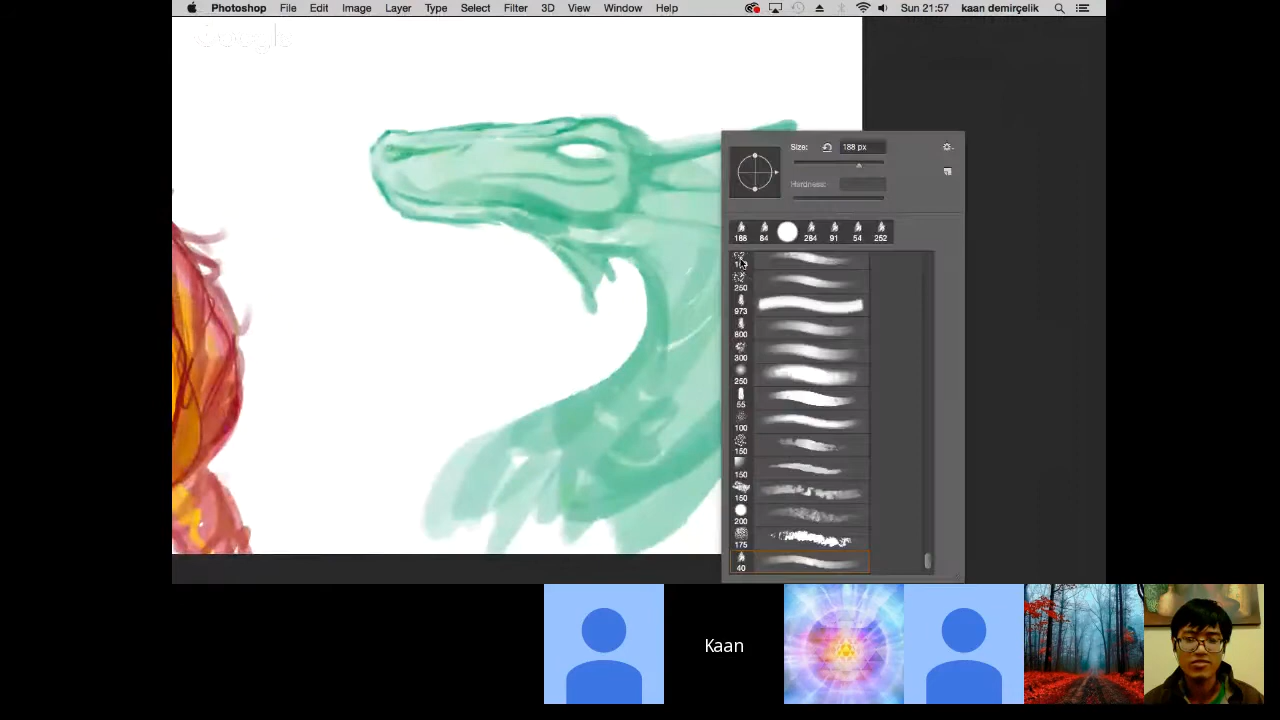 Photoshop File Edit Image Layer Type Select Filter 3D View Window Help Sun 21:57 kaan demirçelik
Google
Size: 188 px
Hardness:
188 84 284 91 54 252
250
973
800
300
250
55
100
150
150
150
200
175
40
Kaan